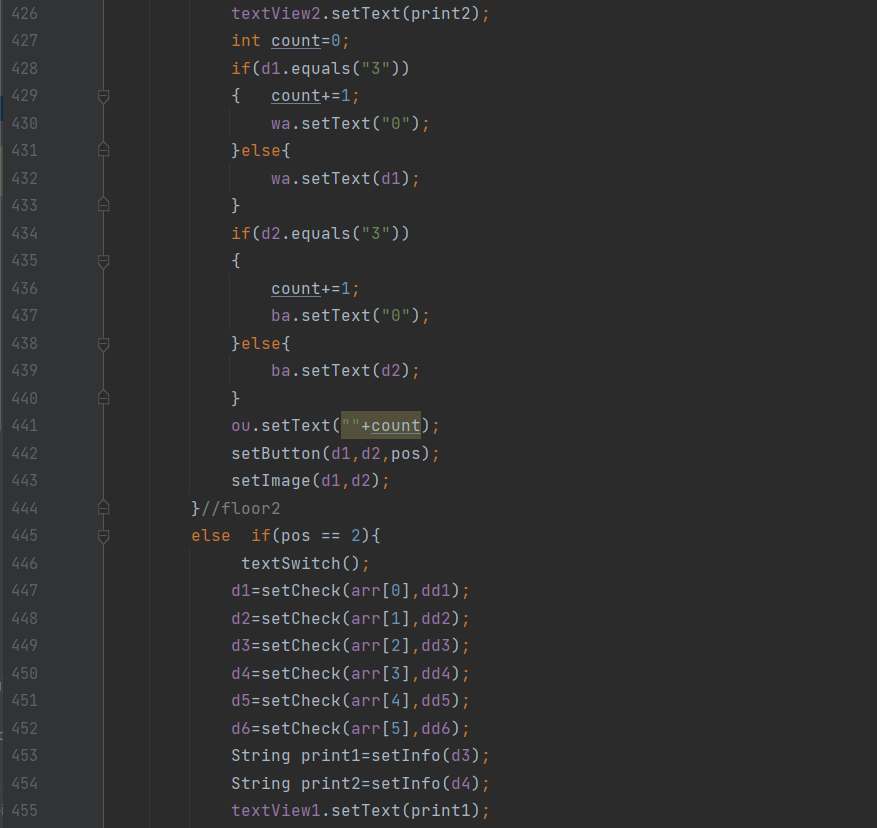 426 textView2.setText(print2);
427 int count=0;
428 if(d1.equals("3"))
429 {   count+=1;
430 wa.setText("0");
431 }else{
432 wa.setText(d1);
433 }
434 if(d2.equals("3"))
435 {
436 count+=1;
437 ba.setText("0");
438 }else{
439 ba.setText(d2);
440 }
441 ou.setText(""+count);
442 setButton(d1,d2,pos);
443 setImage(d1,d2);
444 }//floor2
445 else  if(pos == 2){
446 textSwitch();
447 d1=setCheck(arr[0],dd1);
448 d2=setCheck(arr[1],dd2);
449 d3=setCheck(arr[2],dd3);
450 d4=setCheck(arr[3],dd4);
451 d5=setCheck(arr[4],dd5);
452 d6=setCheck(arr[5],dd6);
453 String print1=setInfo(d3);
454 String print2=setInfo(d4);
455 textView1.setText(print1);